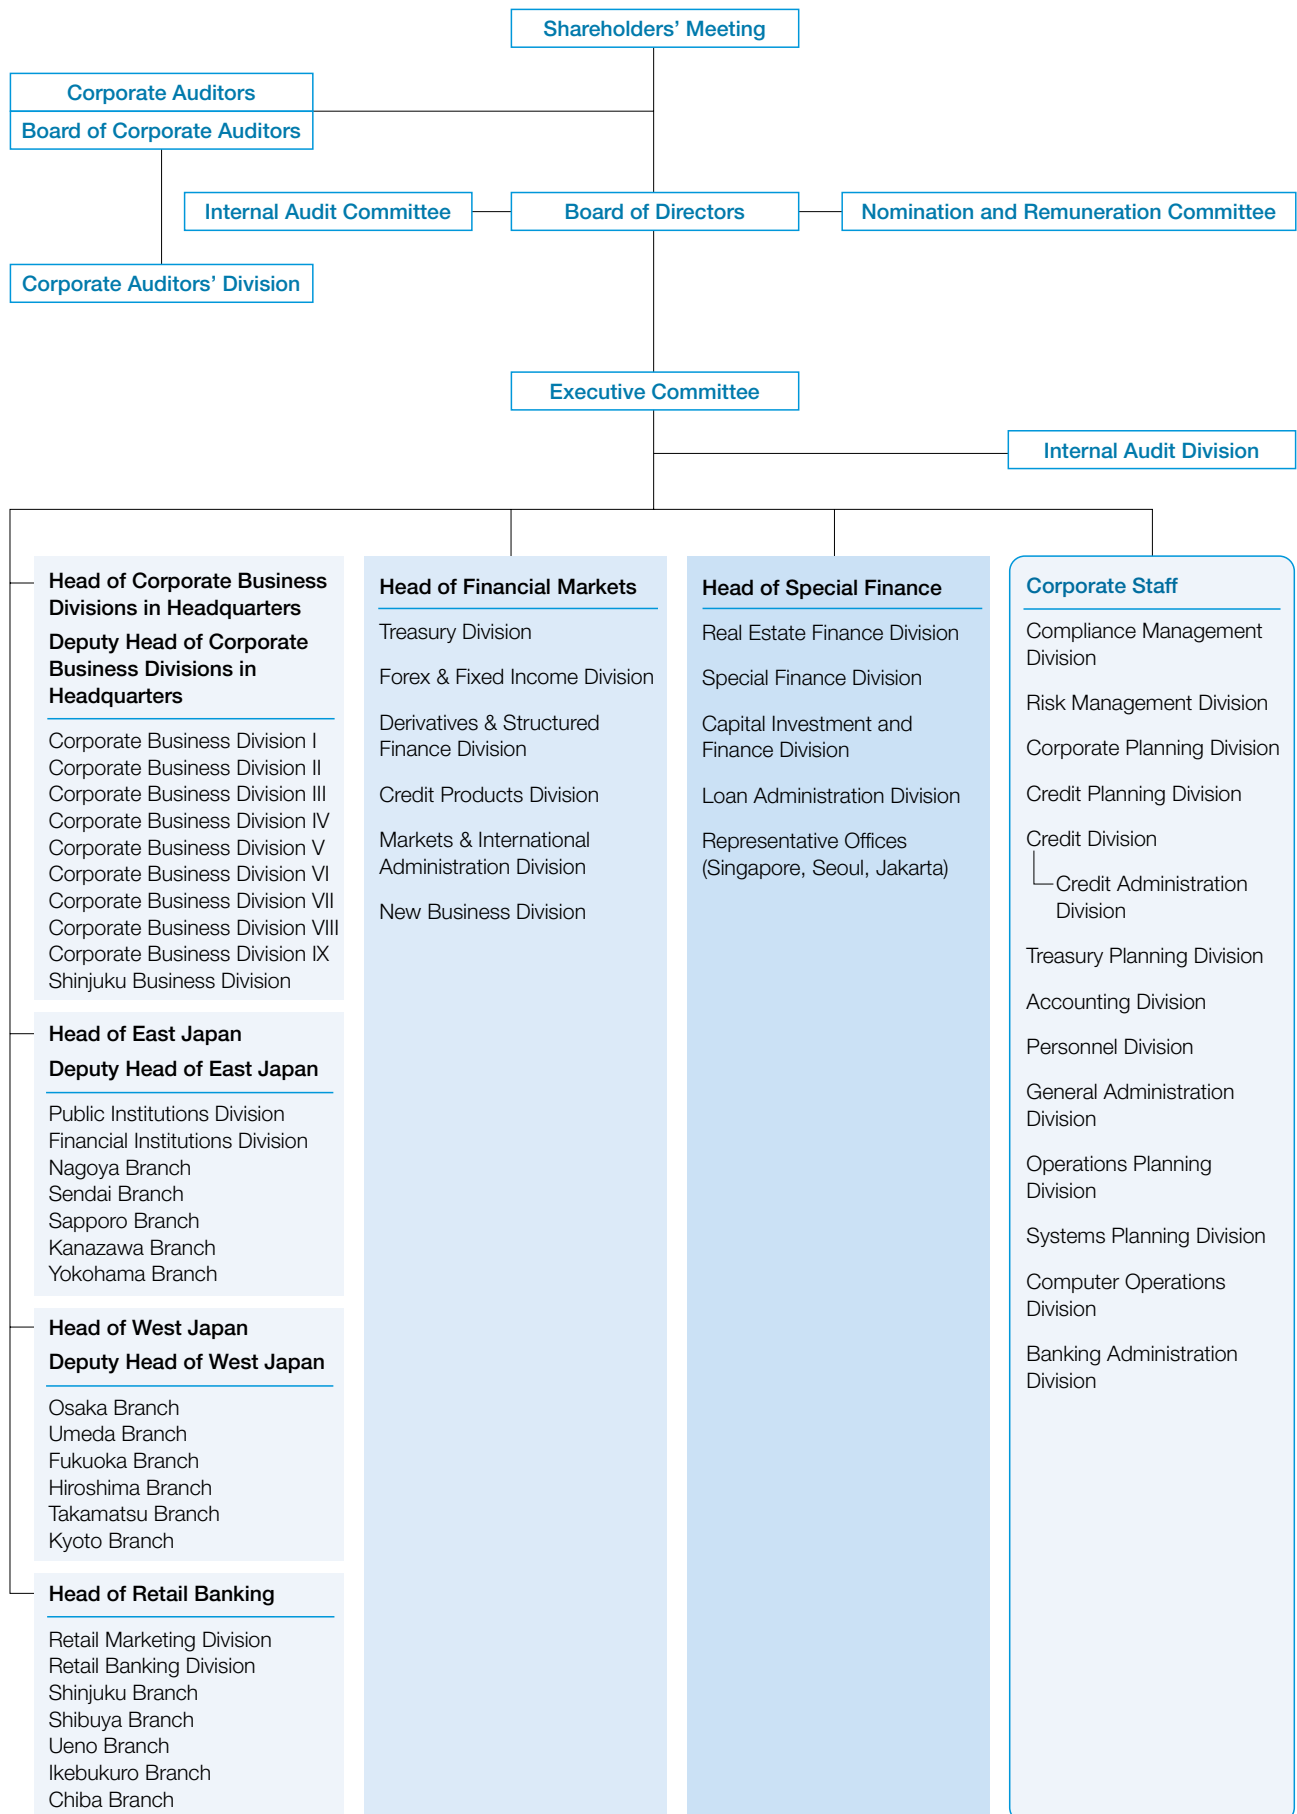 Shareholders’ Meeting
Corporate Auditors
Board of Corporate Auditors
Internal Audit Committee
Board of Directors
Nomination and Remuneration Committee
Corporate Auditors’ Division
Executive Committee
Internal Audit Division
Head of Corporate Business
Divisions in Headquarters
Deputy Head of Corporate
Business Divisions in
Headquarters
Corporate Business Division I
Corporate Business Division II
Corporate Business Division III
Corporate Business Division IV
Corporate Business Division V
Corporate Business Division VI
Corporate Business Division VII
Corporate Business Division VIII
Corporate Business Division IX
Shinjuku Business Division
Head of East Japan
Deputy Head of East Japan
Public Institutions Division
Financial Institutions Division
Nagoya Branch
Sendai Branch
Sapporo Branch
Kanazawa Branch
Yokohama Branch
Head of West Japan
Deputy Head of West Japan
Osaka Branch
Umeda Branch
Fukuoka Branch
Hiroshima Branch
Takamatsu Branch
Kyoto Branch
Head of Retail Banking
Retail Marketing Division
Retail Banking Division
Shinjuku Branch
Shibuya Branch
Ueno Branch
Ikebukuro Branch
Chiba Branch
Head of Financial Markets
Treasury Division
Forex & Fixed Income Division
Derivatives & Structured
Finance Division
Credit Products Division
Markets & International
Administration Division
New Business Division
Head of Special Finance
Real Estate Finance Division
Special Finance Division
Capital Investment and
Finance Division
Loan Administration Division
Representative Offices
(Singapore, Seoul, Jakarta)
Corporate Staff
Compliance Management
Division
Risk Management Division
Corporate Planning Division
Credit Planning Division
Credit Division
Credit Administration
Division
Treasury Planning Division
Accounting Division
Personnel Division
General Administration
Division
Operations Planning
Division
Systems Planning Division
Computer Operations
Division
Banking Administration
Division